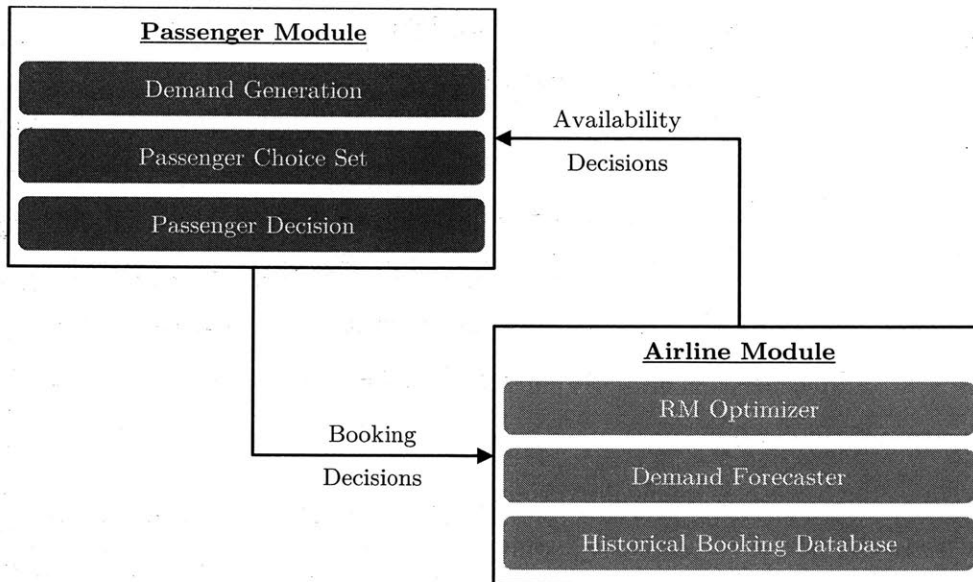 Passenger Module
Demand Generation
Passenger Choice Set
Passenger Decision
Availability
Decisions
Booking
Decisions
Airline Module
RM Optimizer
Demand Forecaster
Historical Booking Database